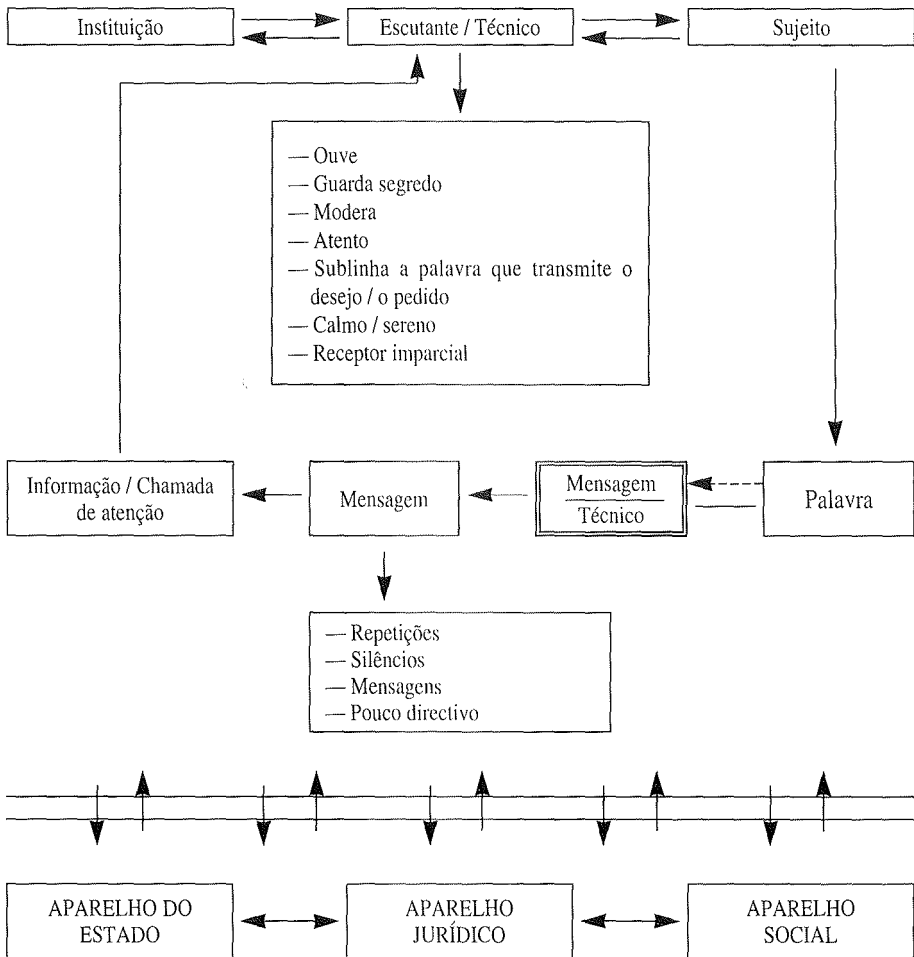 Instituição
Escutante / Técnico
Sujeito
— Ouve
— Guarda segredo
— Modera
— Atento
— Sublinha a palavra que transmite o
desejo / o pedido
— Calmo / sereno
— Receptor imparcial
Informação / Chamada
de atenção
Mensagem
Mensagem
Técnico
Palavra
— Repetições
— Silêncios
— Mensagens
— Pouco directivo
APARELHO DO
ESTADO
APARELHO
JURÍDICO
APARELHO
SOCIAL